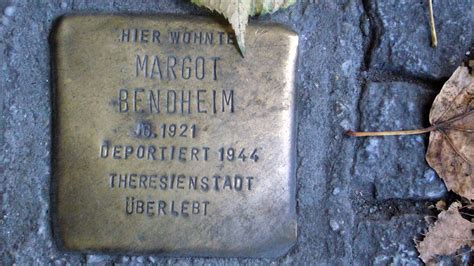 HIER WOHNTE
MARGOT
BENDHEIM
JG. 1921
DEPORTIERT 1944
THERESIENSTADT
ÜBERLEBT